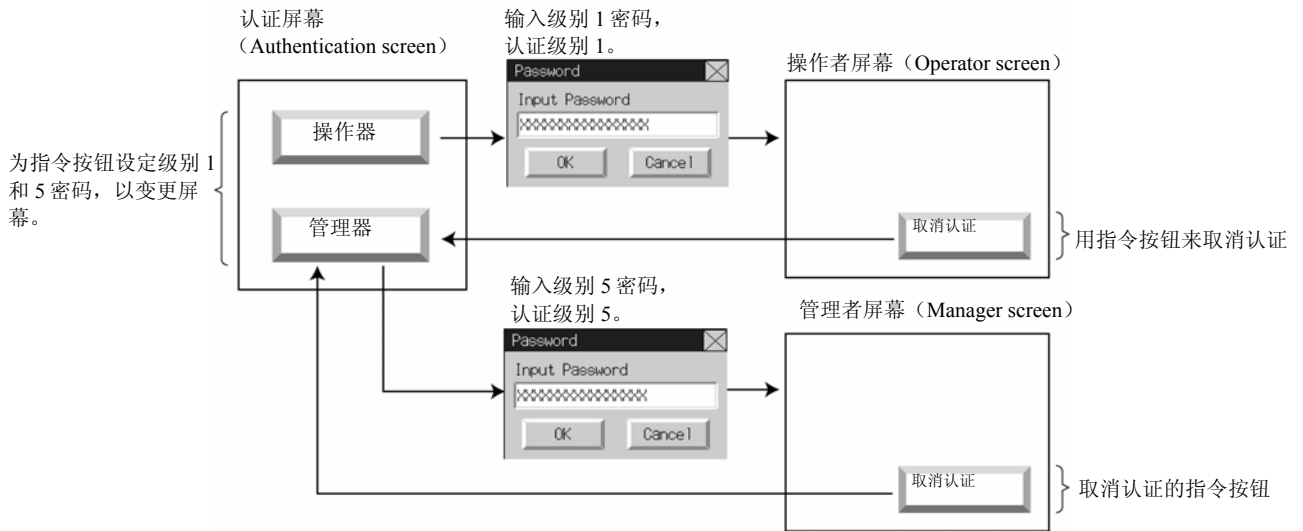 认证屏幕
（Authentication screen）
输入级别 1 密码，
认证级别 1。
操作者屏幕（Operator screen）
Password
Input Password
XXXXXXXXXXXXXXX
OK
Cancel
操作器
为指令按钮设定级别 1
和 5 密码，以变更屏
幕。
管理器
取消认证
用指令按钮来取消认证
输入级别 5 密码，
认证级别 5。
管理者屏幕（Manager screen）
Password
Input Password
XXXXXXXXXXXXXXX
OK
Cancel
取消认证
取消认证的指令按钮